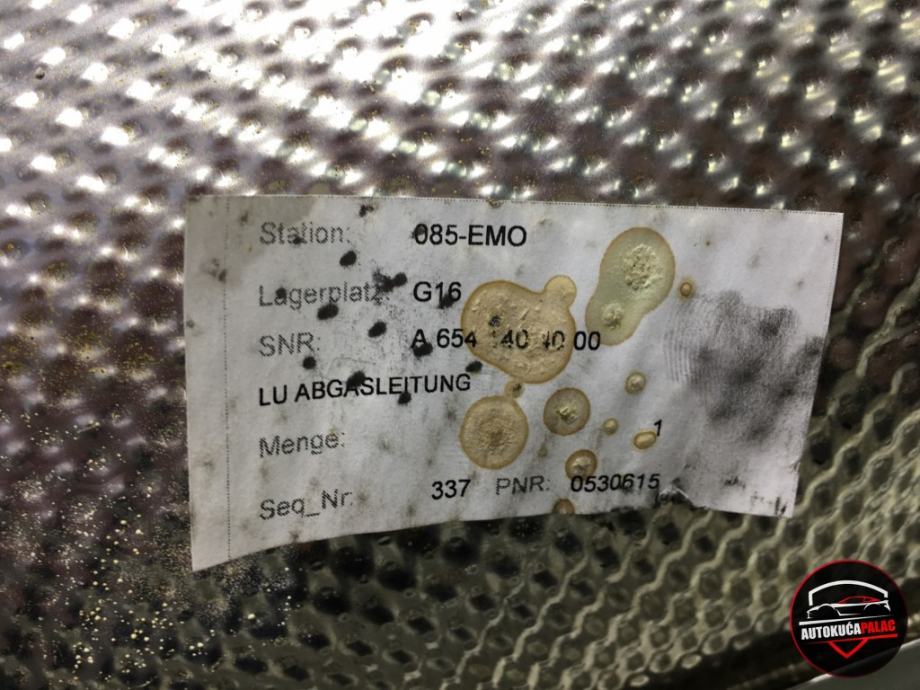 Station: 085-EMO
Lagerplatz: G16
SNR: A 654 140 00
LU ABGASLEITUNG
Menge: 1
Seq_Nr: 337 PNR: 0530615
AUTOKUĆA PALAC